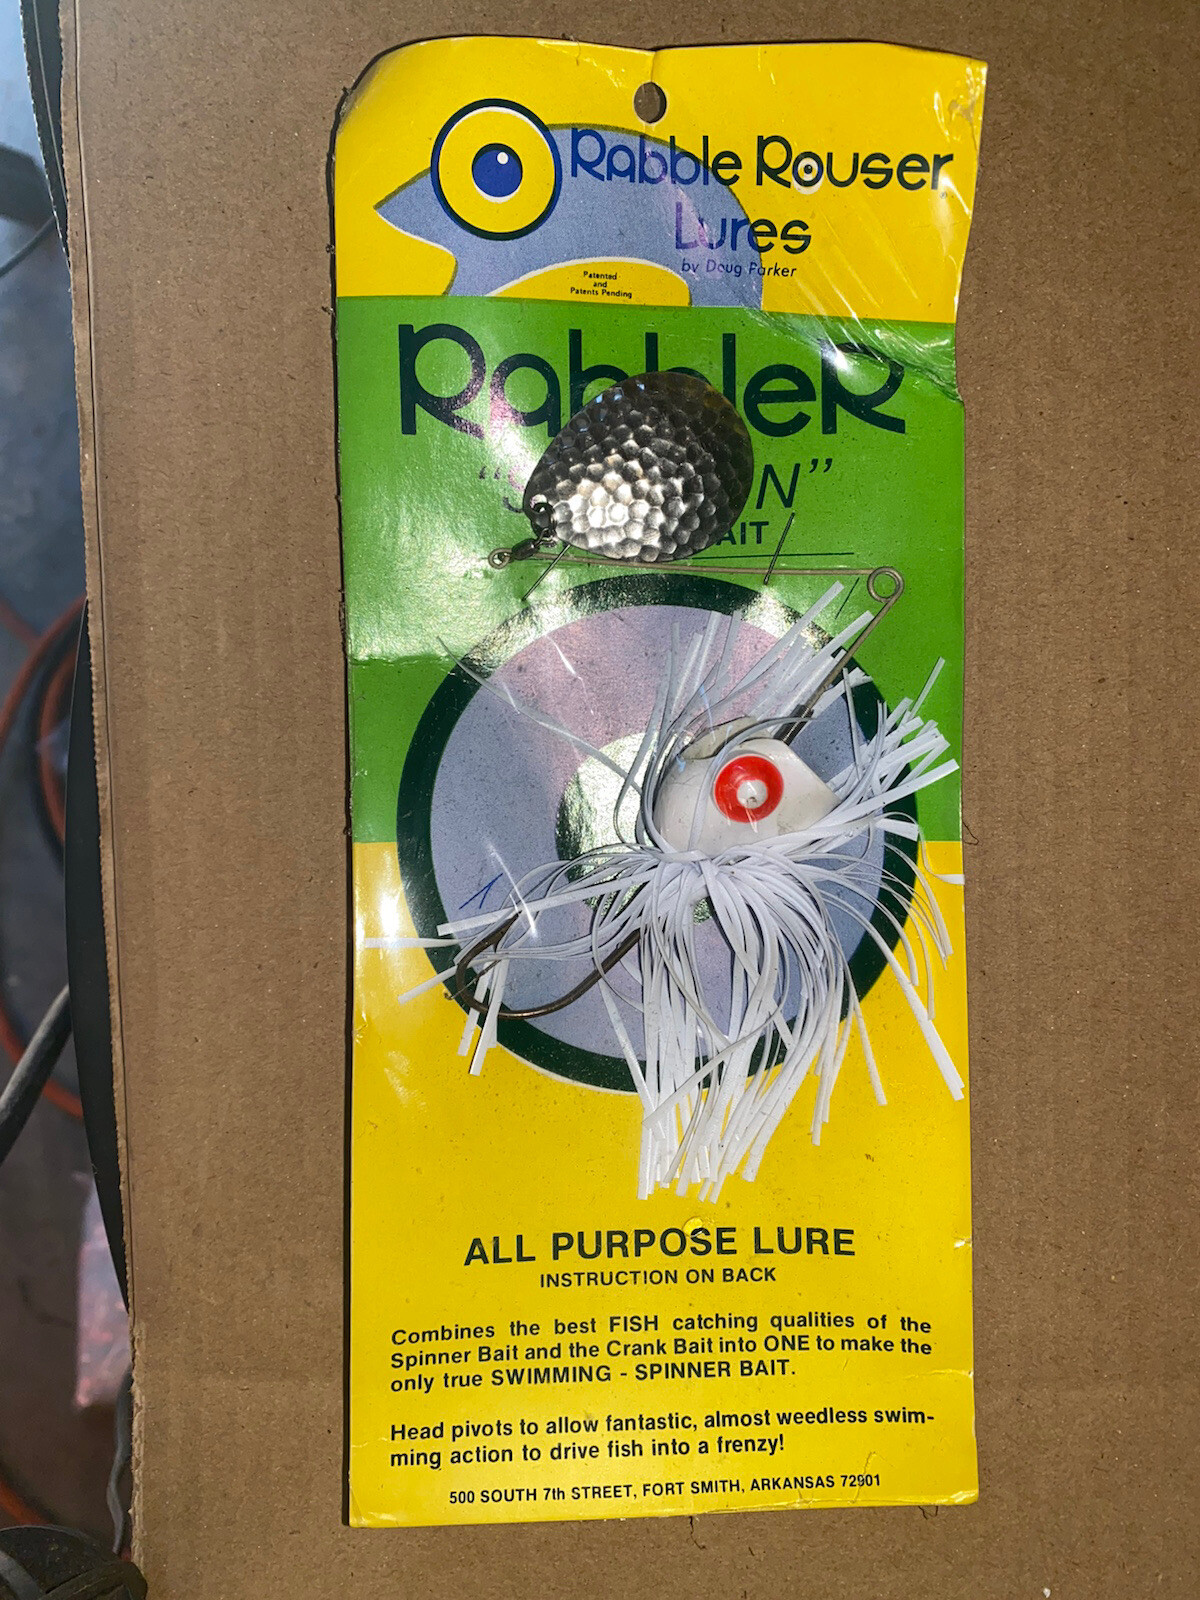 Rabble Rouser
Lures
by Doug Parker
Patented
and
Patents Pending
RabbleR
N”
AIT
ALL PURPOSE LURE
INSTRUCTION ON BACK
Combines the best FISH catching qualities of the
Spinner Bait and the Crank Bait into ONE to make the
only true SWIMMING - SPINNER BAIT.
Head pivots to allow fantastic, almost weedless swim-
ming action to drive fish into a frenzy!
500 SOUTH 7th STREET, FORT SMITH, ARKANSAS 72901